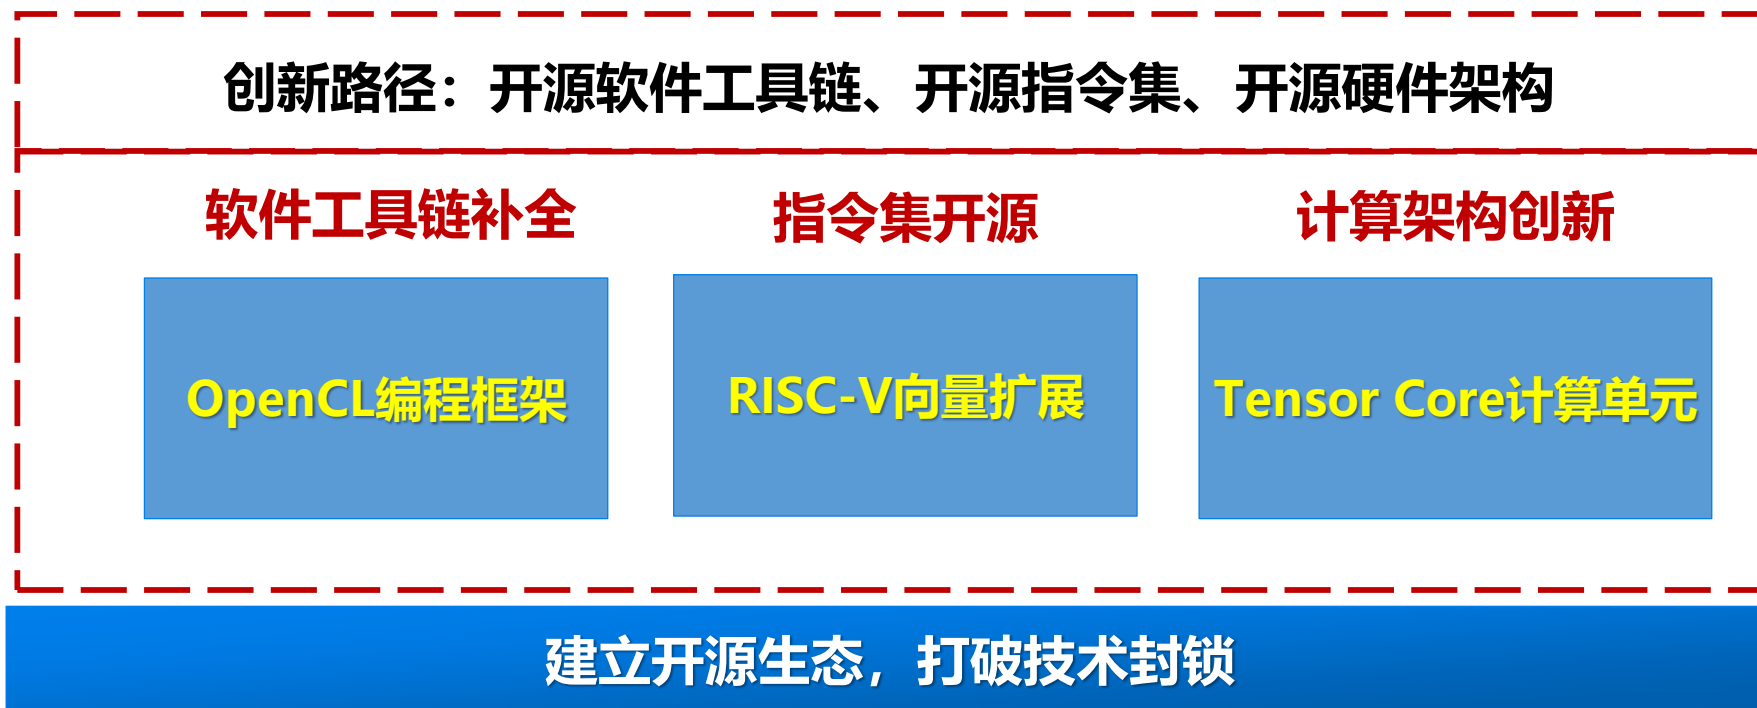 创新路径：开源软件工具链、开源指令集、开源硬件架构
软件工具链补全
指令集开源
计算架构创新
OpenCL编程框架
RISC-V向量扩展
Tensor Core计算单元
建立开源生态，打破技术封锁